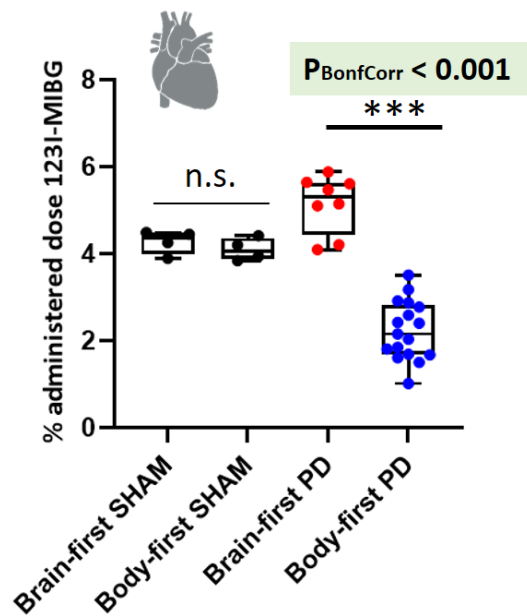 PBonfCorr < 0.001
***
n.s.
% administered dose 123I-MIBG
8
6
4
2
0
Brain-first SHAM
Body-first SHAM
Brain-first PD
Body-first PD